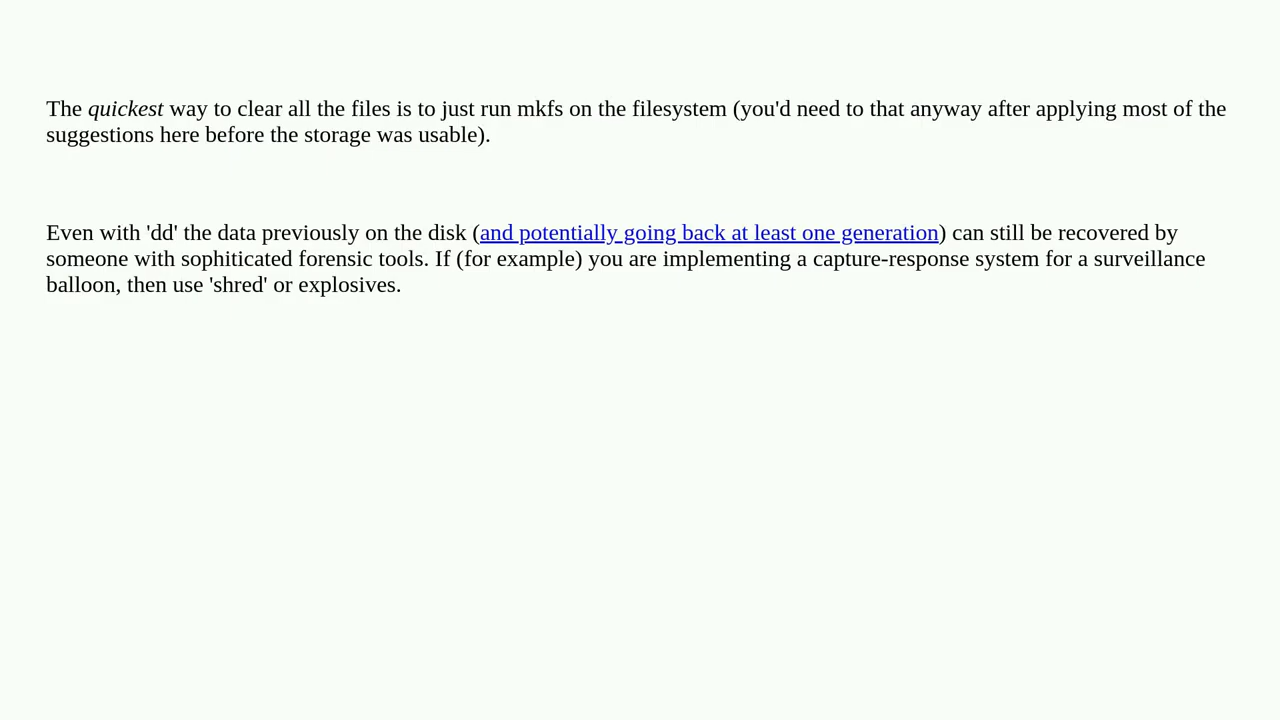 The quickest way to clear all the files is to just run mkfs on the filesystem (you'd need to that anyway after applying most of the
suggestions here before the storage was usable).
Even with 'dd' the data previously on the disk (and potentially going back at least one generation) can still be recovered by
someone with sophiticated forensic tools. If (for example) you are implementing a capture-response system for a surveillance
balloon, then use 'shred' or explosives.